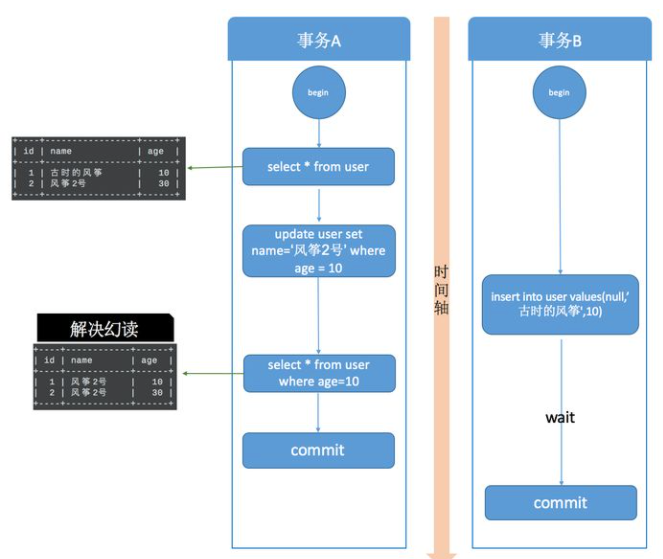 事务A
事务B
begin
begin
+----+--------------+------+
| id | name | age |
+----+--------------+------+
| 1 | 古时的风筝 | 10 |
| 2 | 风筝2号 | 30 |
+----+--------------+------+
select * from user
update user set
name='风筝2号' where
age = 10
时
间
轴
insert into user values(null,'
古时的风筝',10)
解决幻读
+----+--------------+------+
| id | name | age |
+----+--------------+------+
| 1 | 风筝2号 | 10 |
| 2 | 风筝2号 | 30 |
+----+--------------+------+
select * from user
where age=10
wait
commit
commit